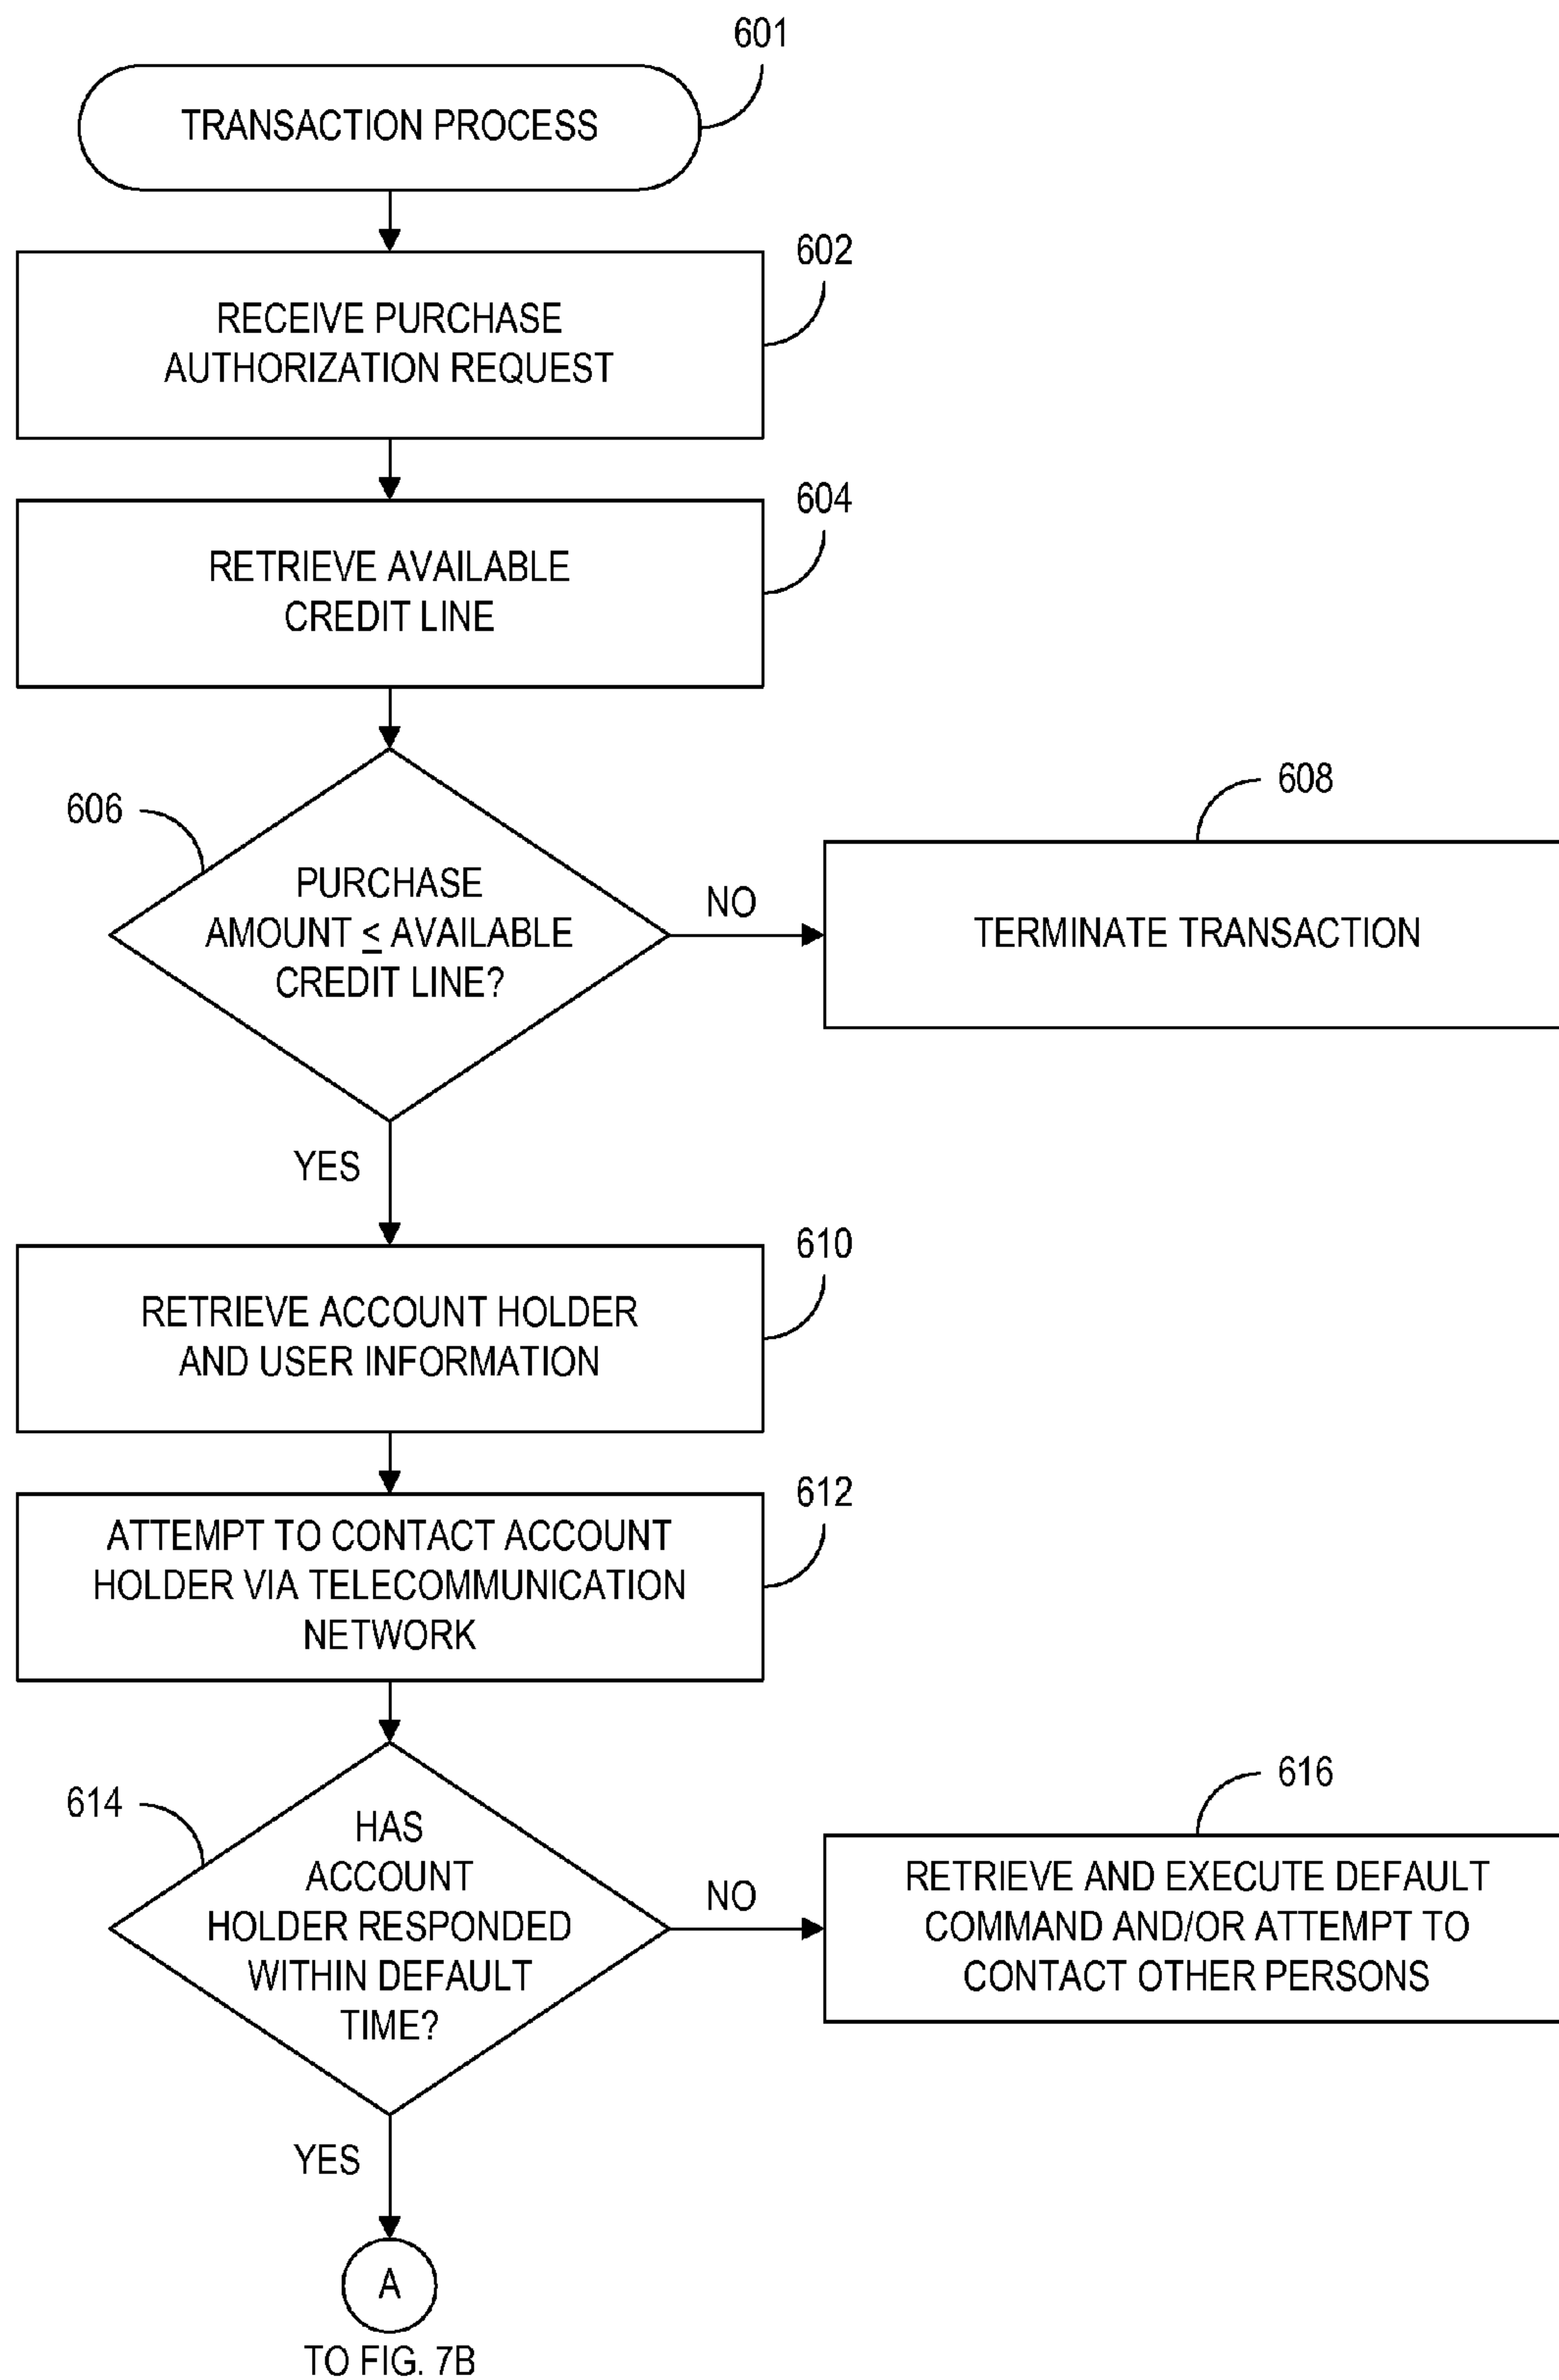 601
TRANSACTION PROCESS
602
RECEIVE PURCHASE
AUTHORIZATION REQUEST
604
RETRIEVE AVAILABLE
CREDIT LINE
606
PURCHASE
AMOUNT ≤ AVAILABLE
CREDIT LINE?
NO
608
TERMINATE TRANSACTION
YES
610
RETRIEVE ACCOUNT HOLDER
AND USER INFORMATION
612
ATTEMPT TO CONTACT ACCOUNT
HOLDER VIA TELECOMMUNICATION
NETWORK
614
HAS
ACCOUNT
HOLDER RESPONDED
WITHIN DEFAULT
TIME?
NO
616
RETRIEVE AND EXECUTE DEFAULT
COMMAND AND/OR ATTEMPT TO
CONTACT OTHER PERSONS
YES
A
TO FIG. 7B